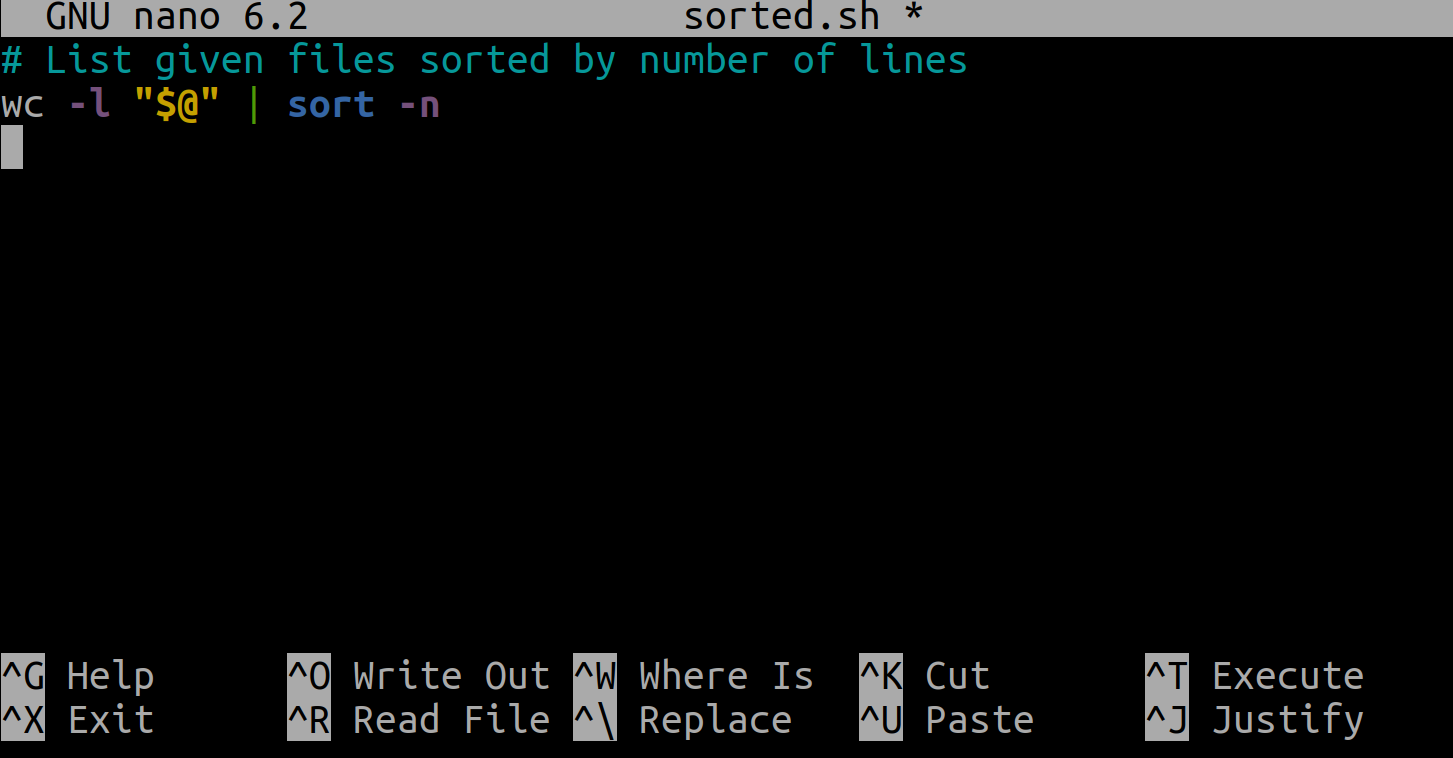 GNU nano 6.2 sorted.sh *
# List given files sorted by number of lines
wc -l "$@" | sort -n
^G Help ^O Write Out ^W Where Is ^K Cut ^T Execute
^X Exit ^R Read File ^\ Replace ^U Paste ^J Justify